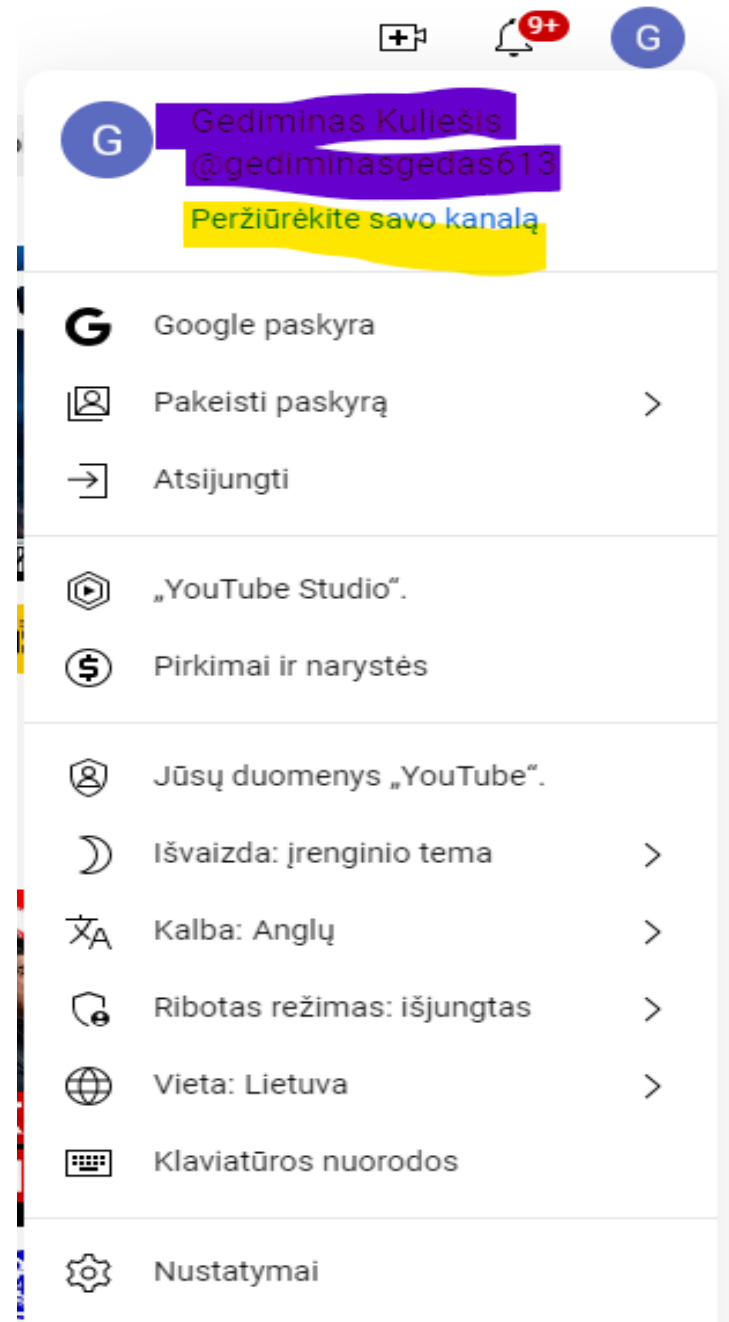 9+
G
G
Gediminas Kuliešis
@gediminasgedas613
Peržiūrėkite savo kanalą
Google paskyra
Pakeisti paskyrą
Atsijungti
„YouTube Studio“.
Pirkimai ir narystės
Jūsų duomenys „YouTube“.
Išvaizda: įrenginio tema
Kalba: Anglų
Ribotas režimas: išjungtas
Vieta: Lietuva
Klaviatūros nuorodos
Nustatymai